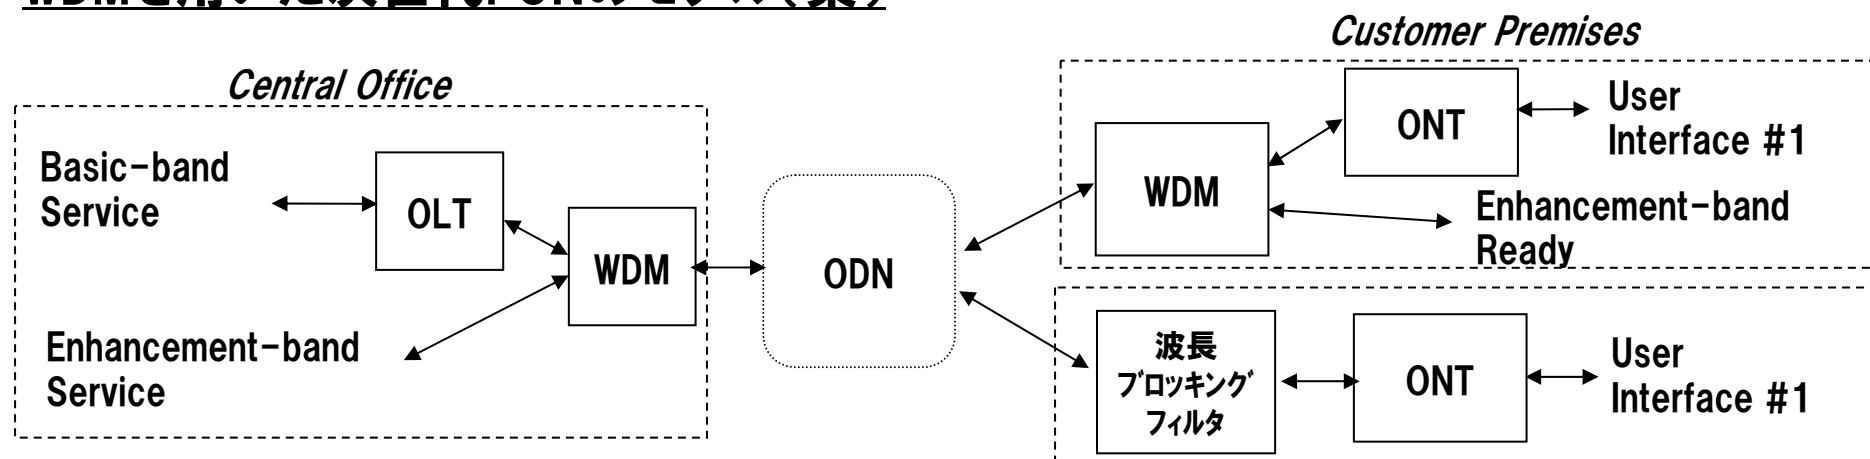 Customer Premises
Central Office
Basic-band
Service
OLT
WDM
Enhancement-band
Service
ODN
WDM
ONT
User
Interface #1
Enhancement-band
Ready
波長
ブロッキング
フィルタ
ONT
User
Interface #1